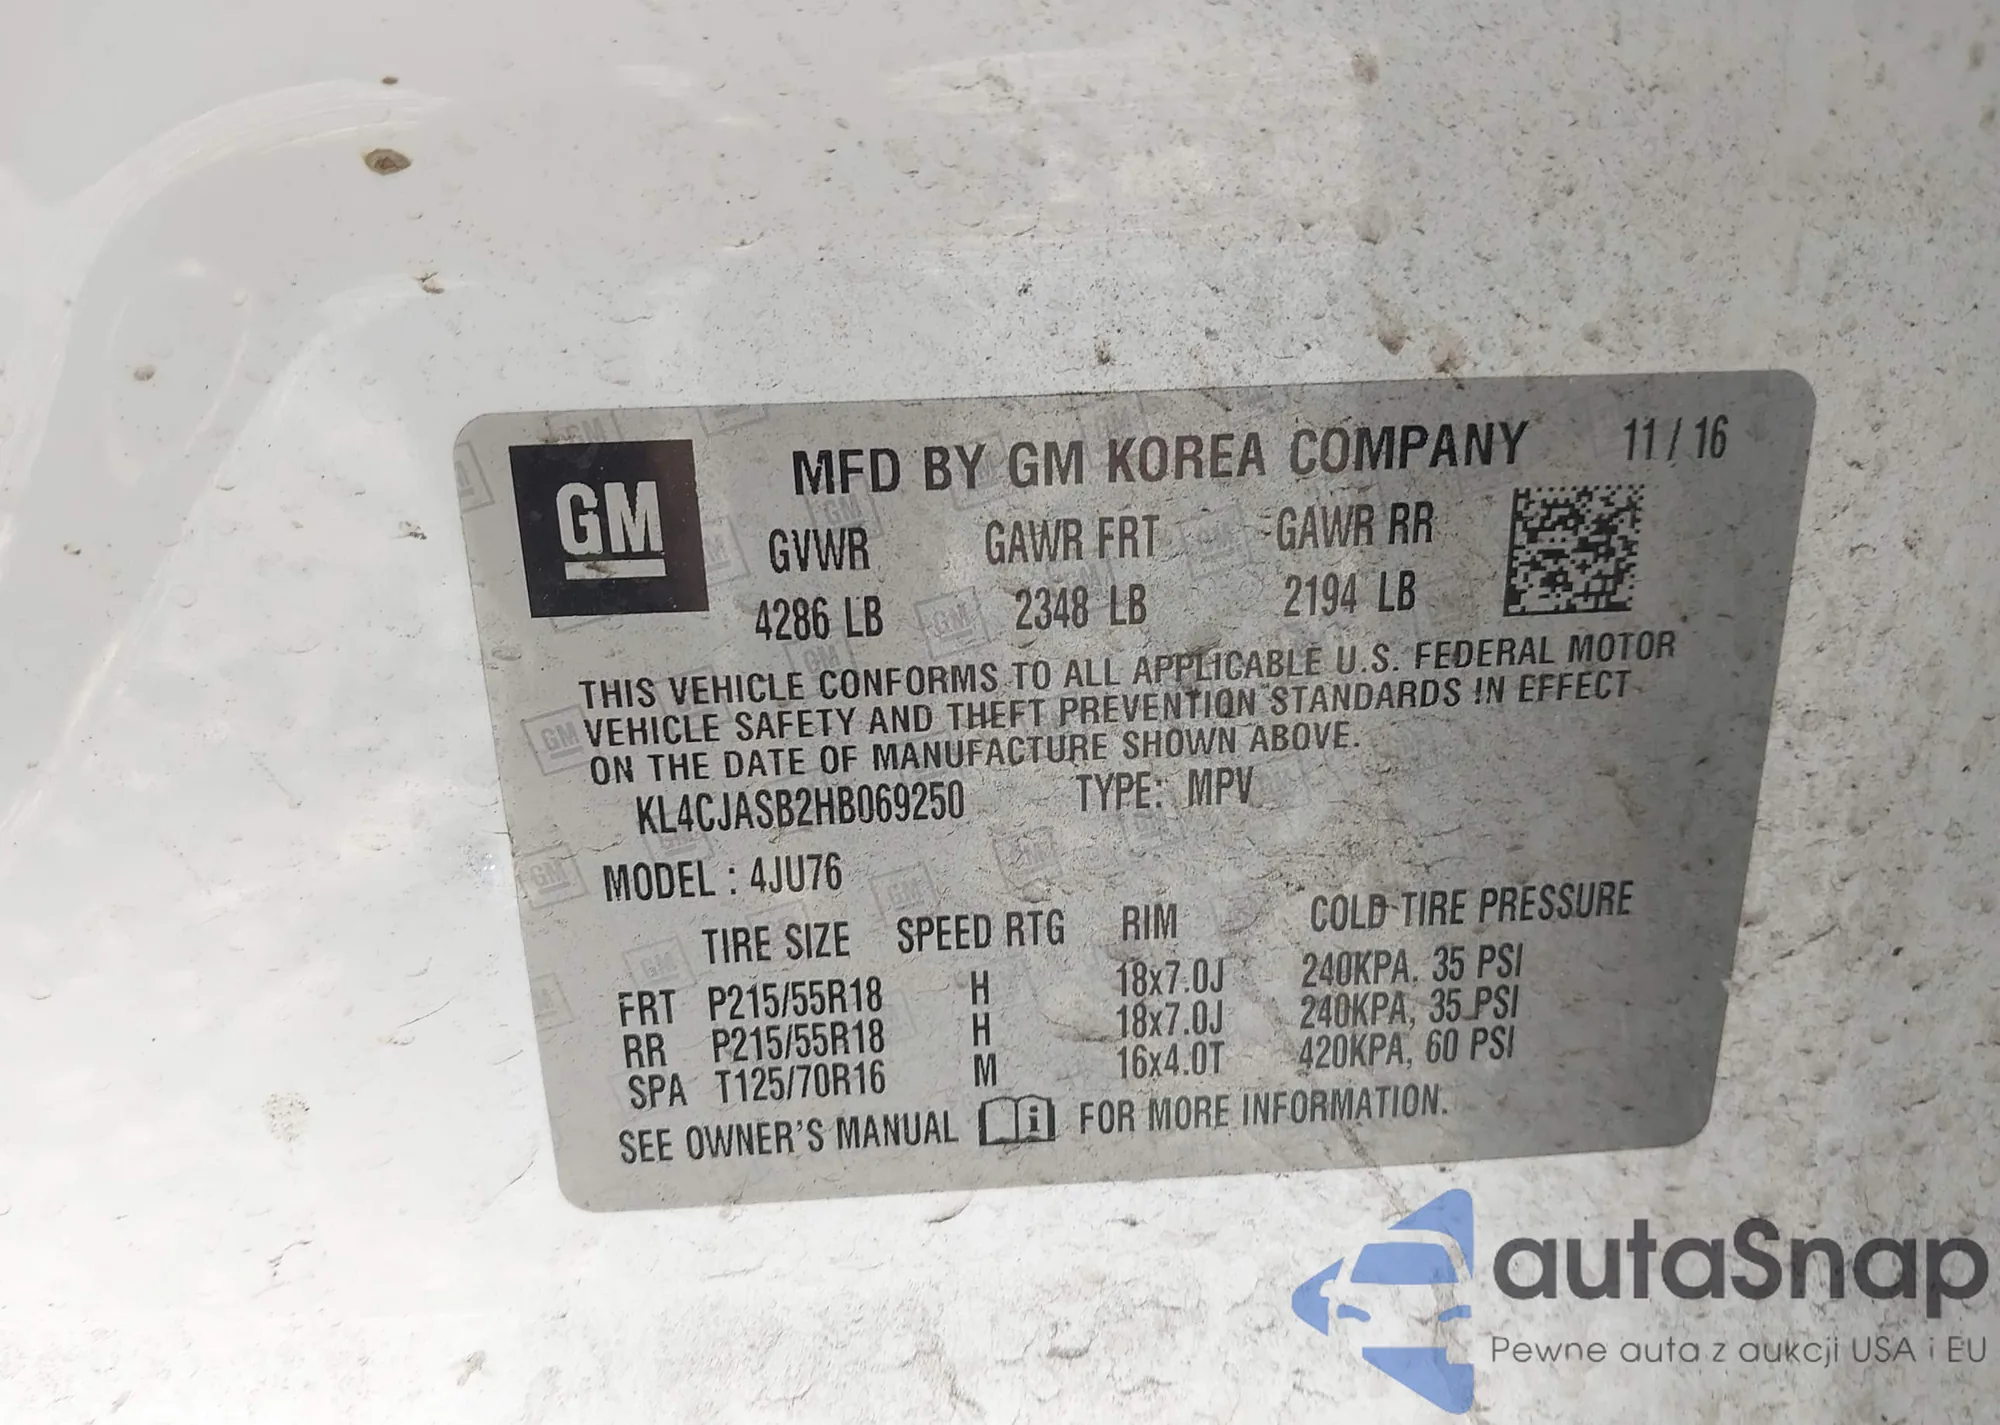 GM
MFD BY GM KOREA COMPANY 11/16
GVWR GAWR FRT GAWR RR
4286 LB 2348 LB 2194 LB
THIS VEHICLE CONFORMS TO ALL APPLICABLE U.S. FEDERAL MOTOR
VEHICLE SAFETY AND THEFT PREVENTION STANDARDS IN EFFECT
ON THE DATE OF MANUFACTURE SHOWN ABOVE.
KL4CJASB2HB069250 TYPE: MPV
MODEL : 4JU76
TIRE SIZE SPEED RTG RIM COLD TIRE PRESSURE
FRT P215/55R18 H 18x7.0J 240KPA, 35 PSI
RR P215/55R18 H 18x7.0J 240KPA, 35 PSI
SPA T125/70R16 M 16x4.0T 420KPA, 60 PSI
SEE OWNER'S MANUAL i FOR MORE INFORMATION.
autaSnap
Pewne auta z aukcji USA i EU